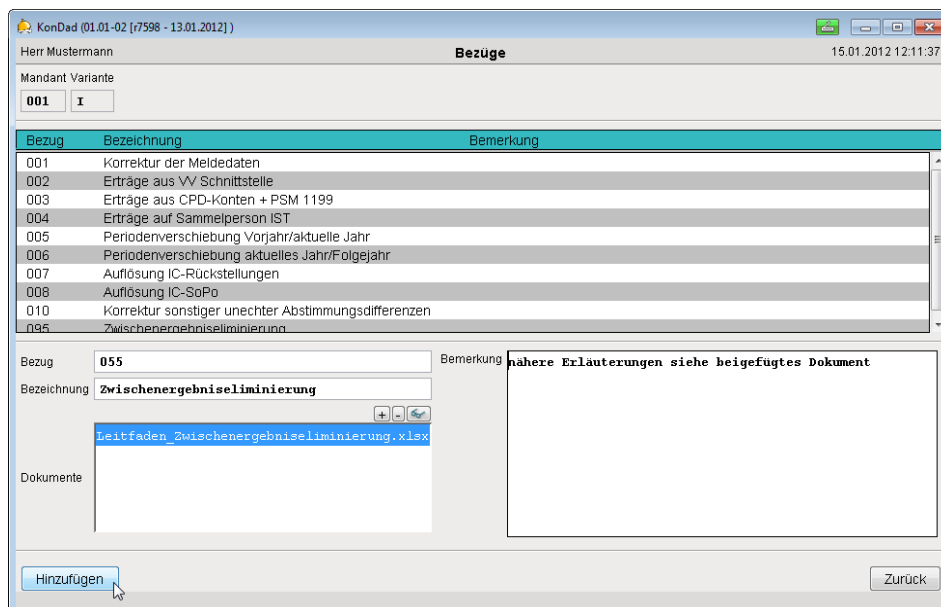 KonDad (01.01-02 [r7598 - 13.01.2012] )
Herr Mustermann Bezüge 15.01.2012 12:11:37
Mandant Variante
001 I
Bezug Bezeichnung Bemerkung
001 Korrektur der Meldedaten
002 Erträge aus VV Schnittstelle
003 Erträge aus CPD-Konten + PSM 1199
004 Erträge auf Sammelperson IST
005 Periodenverschiebung Vorjahr/aktuelle Jahr
006 Periodenverschiebung aktuelles Jahr/Folgejahr
007 Auflösung IC-Rückstellungen
008 Auflösung IC-SoPo
010 Korrektur sonstiger unechter Abstimmungsdifferenzen
095 Zwischenergebniseliminierung
Bezug 055
Bezeichnung Zwischenergebniseliminierung
+ -
Dokumente Leitfaden_Zwischenergebniseliminierung.xlsx
Bemerkung nähere Erläuterungen siehe beigefügtes Dokument
Hinzufügen Zurück